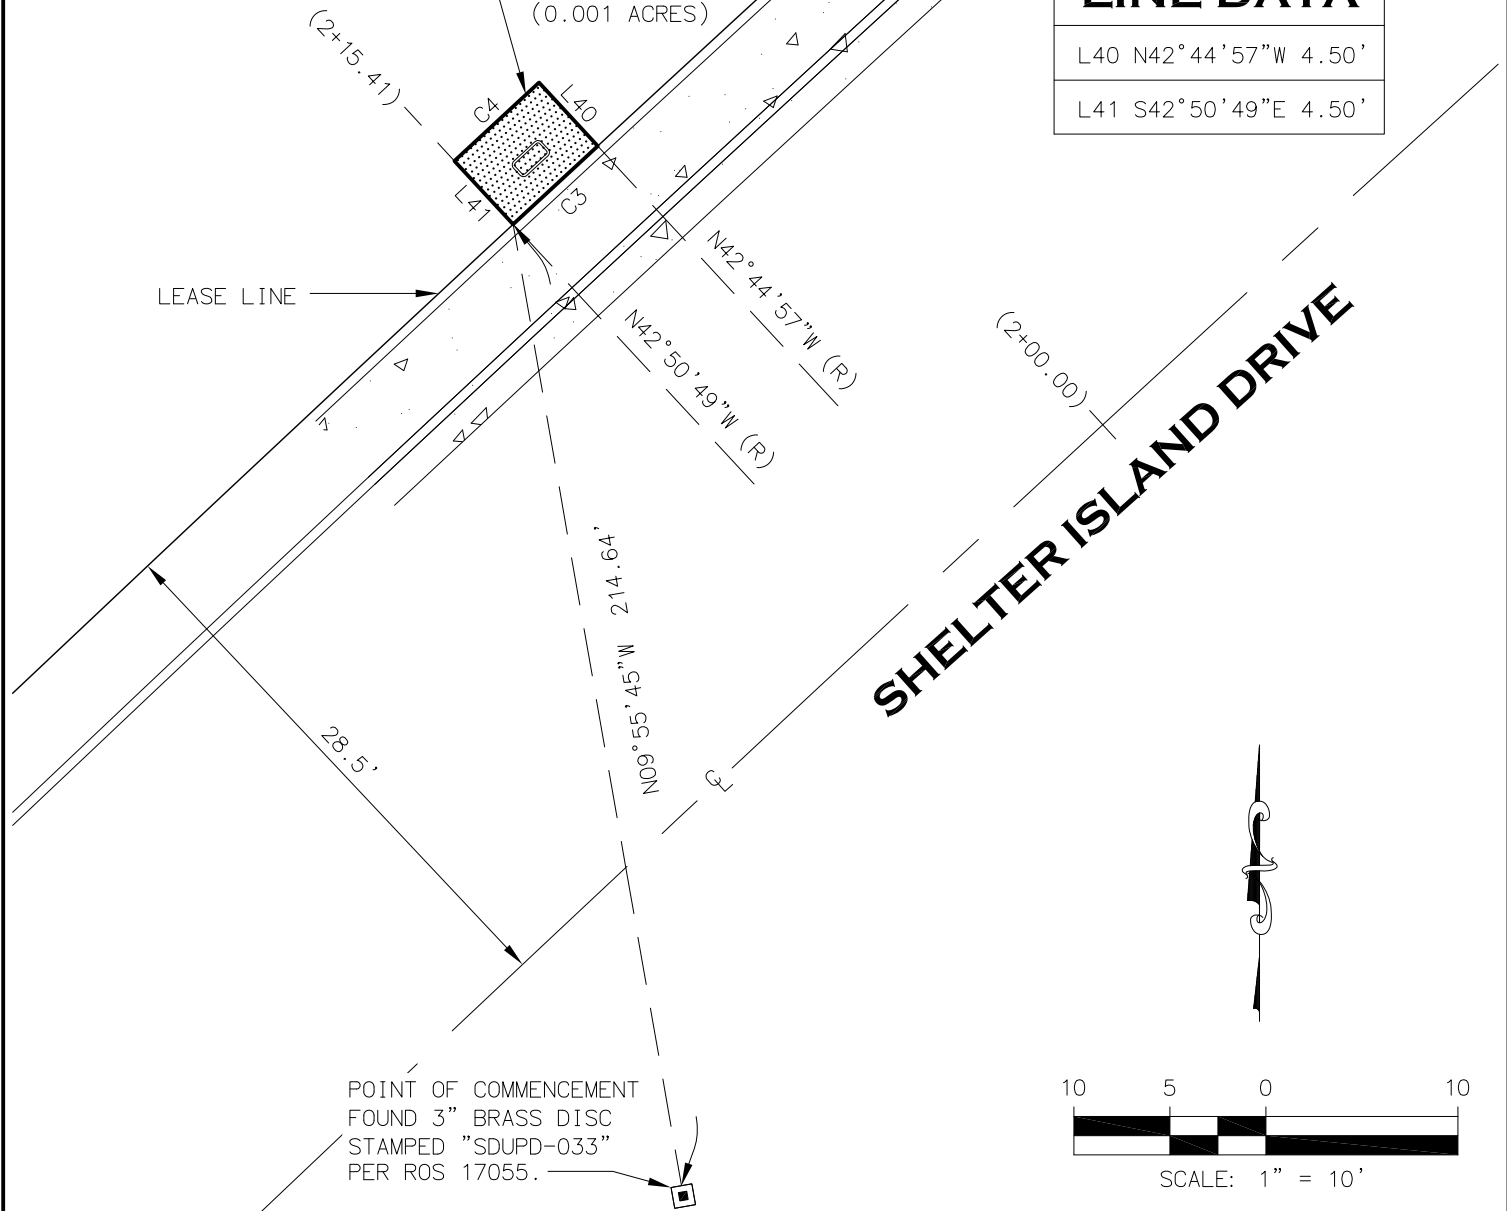 (0.001 ACRES)
LINE DATA
L40 N42°44'57"W 4.50'
L41 S42°50'49"E 4.50'
(2+15.41)
C4
L40
L41
C3
LEASE LINE
N42°44'57"W (R)
N42°50'49"W (R)
(2+00.00)
SHELTER ISLAND DRIVE
N09°55'45"W 214.64'
28.5'
℄
POINT OF COMMENCEMENT
FOUND 3" BRASS DISC
STAMPED "SDUPD-033"
PER ROS 17055.
10 5 0 10
SCALE: 1" = 10'